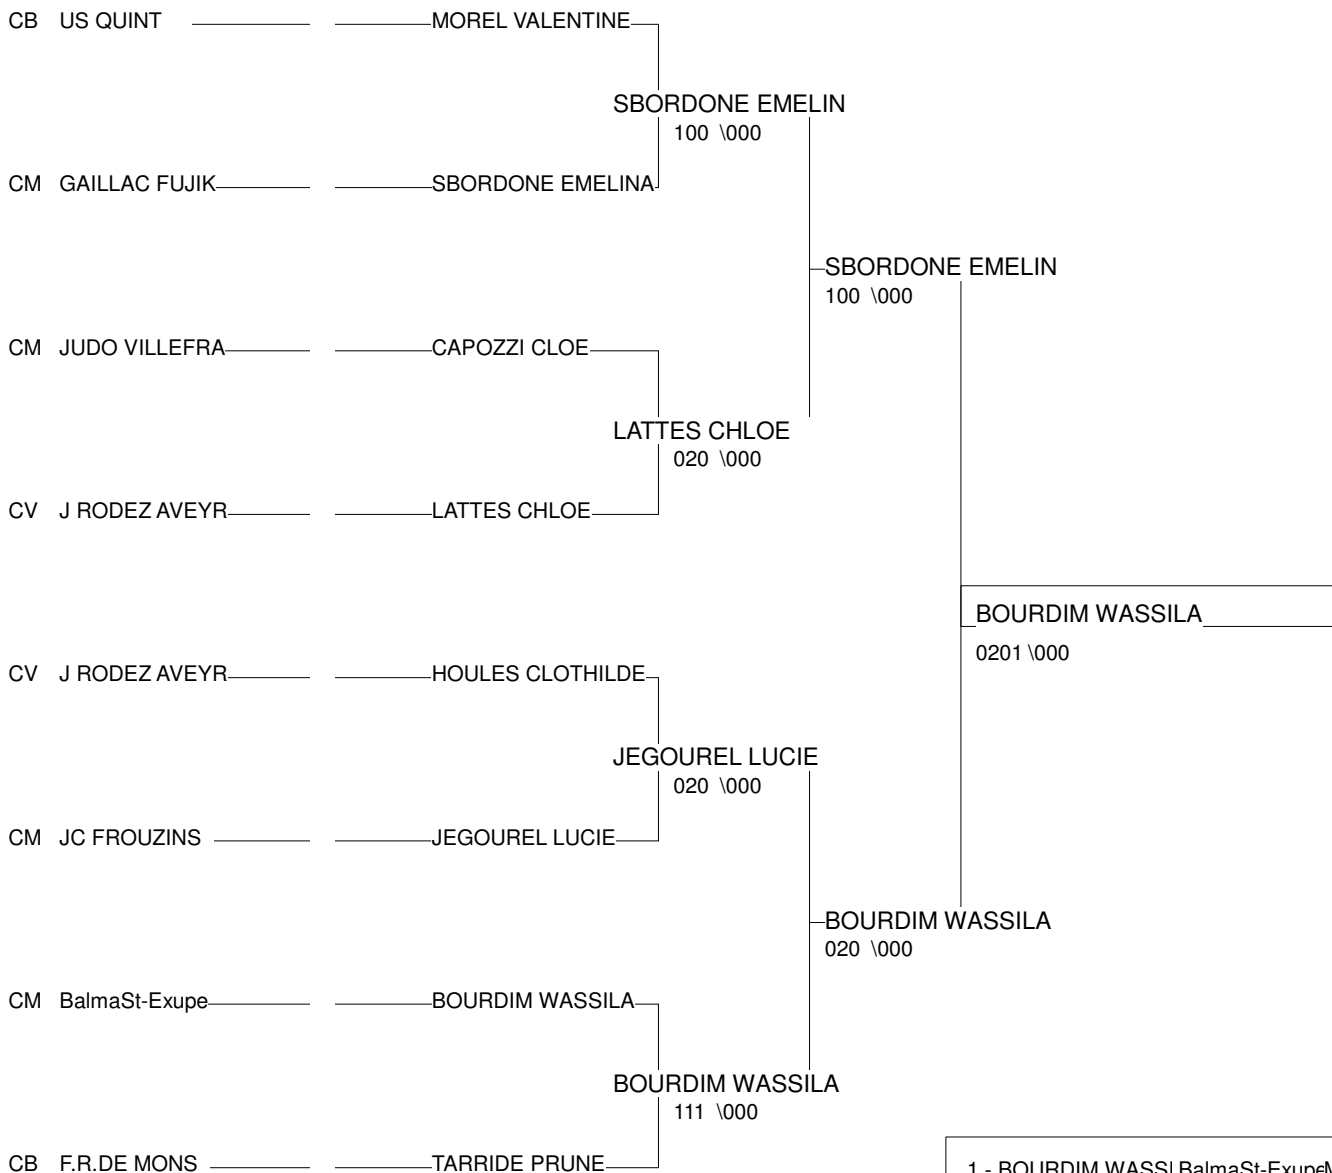 CB US QUINT MOREL VALENTINE
SBORDONE EMELIN
100 \000
CM GAILLAC FUJIK SBORDONE EMELINA
SBORDONE EMELIN
100 \000
CM JUDO VILLEFRA CAPOZZI CLOE
LATTES CHLOE
020 \000
CV J RODEZ AVEYR LATTES CHLOE
BOURDIM WASSILA
0201 \000
CV J RODEZ AVEYR HOULES CLOTHILDE
JEGOUREL LUCIE
020 \000
CM JC FROUZINS JEGOUREL LUCIE
BOURDIM WASSILA
020 \000
CM BalmaSt-Exupe BOURDIM WASSILA
BOURDIM WASSILA
111 \000
CB F.R.DE MONS TARRIDE PRUNE
1 - BOURDIM WASSI BalmaSt-Exupe